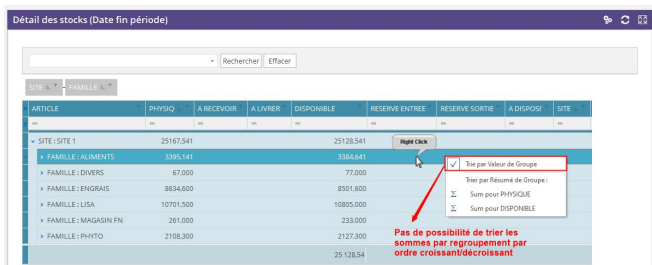 Détail des stocks (Date fin période)
Rechercher Effacer
SITE - FAMILLE
ARTICLE PHYSIQ A RECEVOIR A LIVRER DISPONIBLE RESERVE ENTREE RESERVE SORTIE A DISPOSI SITE
= = = = = = = = =
SITE : SITE 1 25167,541 25128,541 Right Click
FAMILLE : ALIMENTS 3395,141 3384,641
Trie par Valeur de Groupe
FAMILLE : DIVERS 67,000 77,000
Trier par Résumé de Groupe :
FAMILLE : ENGRAIS 8634,600 8501,600
Σ Sum pour PHYSIQUE
FAMILLE : LISA 10701,500 10805,000
Σ Sum pour DISPONIBLE
FAMILLE : MAGASIN FN 261,000 233,000
FAMILLE : PHYTO 2108,300 2127,300
25 128,54
Pas de possibilité de trier les
sommes par regroupement par
ordre croissant/décroissant